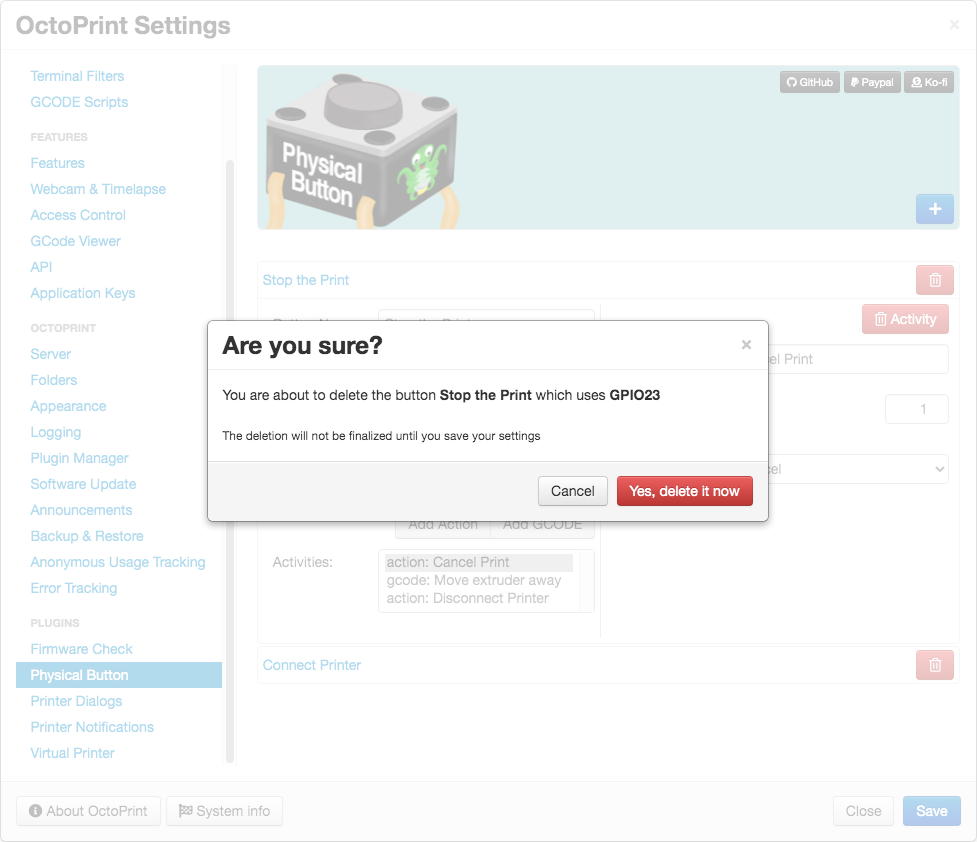 OctoPrint Settings
×
Terminal Filters
GCODE Scripts
FEATURES
Features
Webcam & Timelapse
Access Control
GCode Viewer
API
Application Keys
OCTOPRINT
Server
Folders
Appearance
Logging
Plugin Manager
Software Update
Announcements
Backup & Restore
Anonymous Usage Tracking
Error Tracking
PLUGINS
Firmware Check
Physical Button
Printer Dialogs
Printer Notifications
Virtual Printer
GitHub
Paypal
Ko-fi
Physical
Button
+
Stop the Print
Activity
Print
1
Are you sure?
×
You are about to delete the button Stop the Print which uses GPIO23
The deletion will not be finalized until you save your settings
Cancel
Yes, delete it now
Add Action
Add GCODE
Activities:
action: Cancel Print
gcode: Move extruder away
action: Disconnect Printer
Connect Printer
About OctoPrint
System info
Close
Save